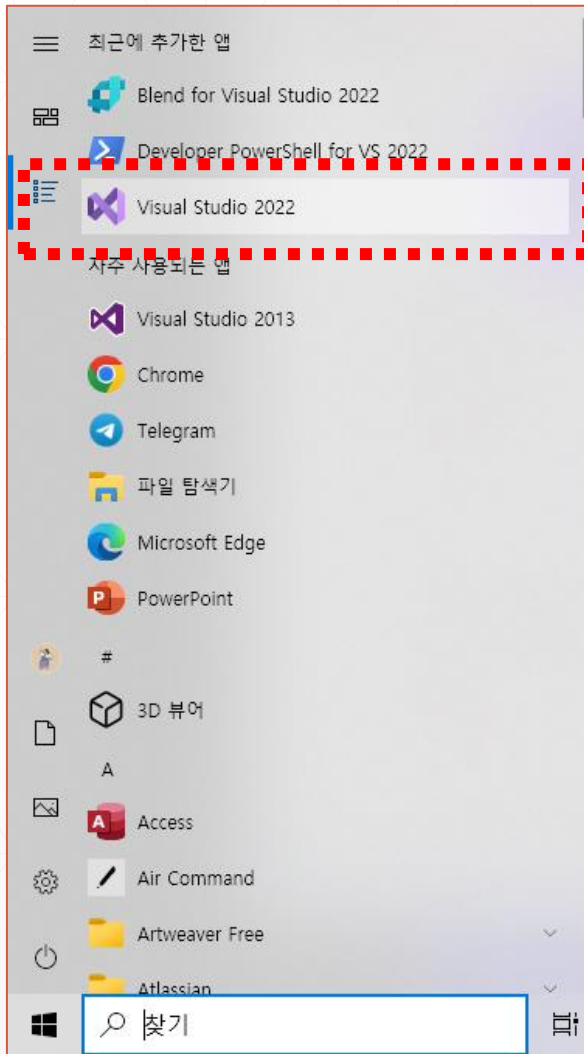 최근에 추가한 앱
Blend for Visual Studio 2022
Developer PowerShell for VS 2022
Visual Studio 2022
자주 사용되는 앱
Visual Studio 2013
Chrome
Telegram
파일 탐색기
Microsoft Edge
PowerPoint
#
3D 뷰어
A
Access
Air Command
Artweaver Free
Atlassian
찾기